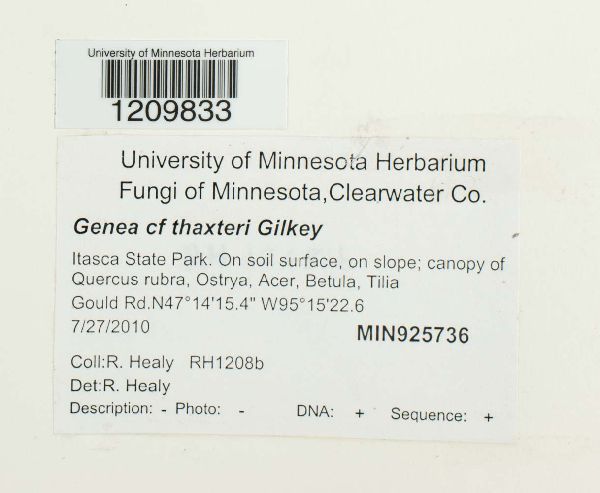 University of Minnesota Herbarium
1209833
University of Minnesota Herbarium
Fungi of Minnesota,Clearwater Co.
Genea cf thaxteri Gilkey
Itasca State Park. On soil surface, on slope; canopy of
Quercus rubra, Ostrya, Acer, Betula, Tilia
Gould Rd.N47°14'15.4" W95°15'22.6
7/27/2010 MIN925736
Coll:R. Healy RH1208b
Det:R. Healy
Description: - Photo: - DNA: + Sequence: +